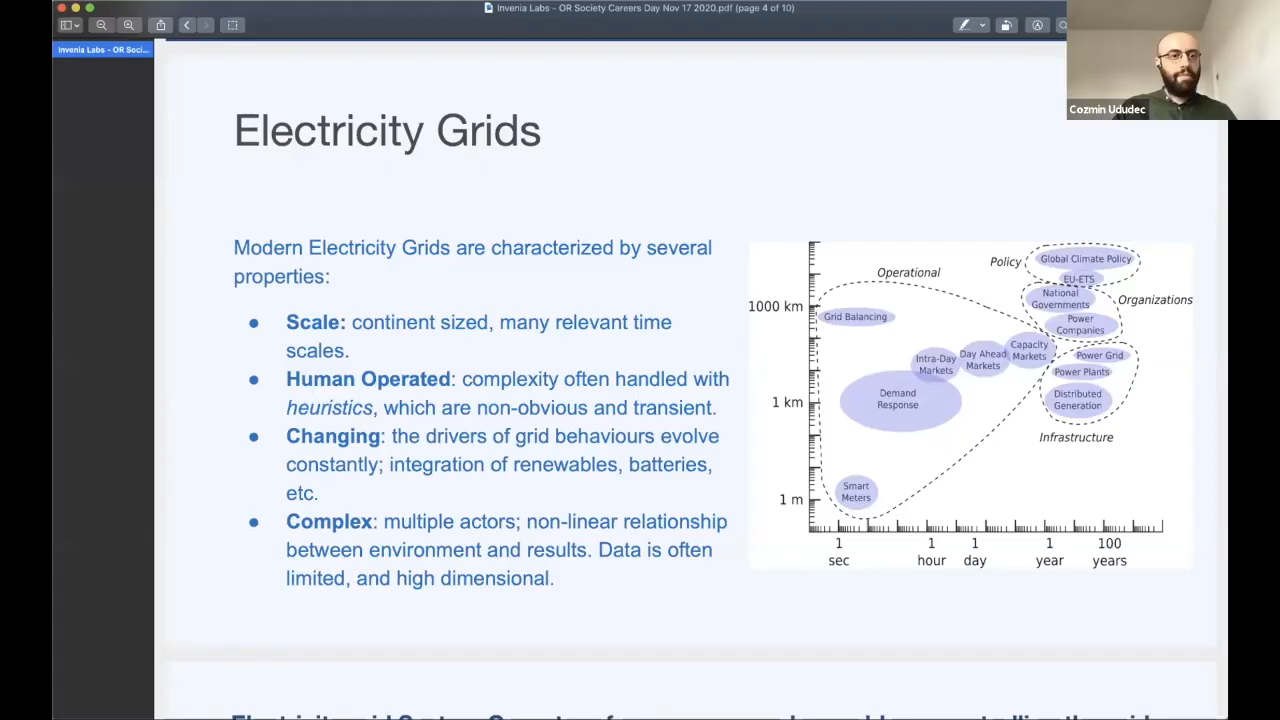 Invenia Labs - OR Society Careers Day Nov 17 2020.pdf (page 4 of 10)
Invenia Labs - OR Soci...
Cozmin Ududec
Electricity Grids
Modern Electricity Grids are characterized by several
properties:
● Scale: continent sized, many relevant time
scales.
● Human Operated: complexity often handled with
heuristics, which are non-obvious and transient.
● Changing: the drivers of grid behaviours evolve
constantly; integration of renewables, batteries,
etc.
● Complex: multiple actors; non-linear relationship
between environment and results. Data is often
limited, and high dimensional.
Operational
Policy
Global Climate Policy
EU-ETS
National
Governments
Organizations
Power
Companies
1000 km
Grid Balancing
Capacity
Markets
Day Ahead
Markets
Intra-Day
Markets
Power Grid
Power Plants
Distributed
Generation
1 km
Demand
Response
Infrastructure
1 m
Smart
Meters
1
sec
1
hour
1
day
1
year
100
years